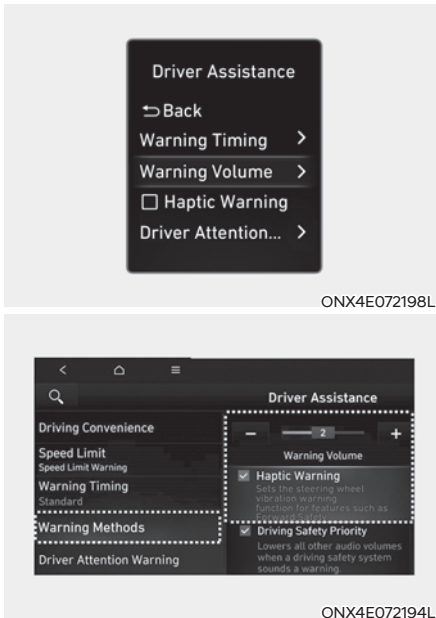 Driver Assistance
Back
Warning Timing >
Warning Volume >
Haptic Warning
Driver Attention... >
ONX4E072198L
Driver Assistance
Driving Convenience
Speed Limit
Speed Limit Warning
Warning Timing
Standard
Warning Methods
Driver Attention Warning
− 2 +
Warning Volume
Haptic Warning
Sets the steering wheel
vibration warning
function for features such as
Forward Safety.
Driving Safety Priority
Lowers all other audio volumes
when a driving safety system
sounds a warning.
ONX4E072194L